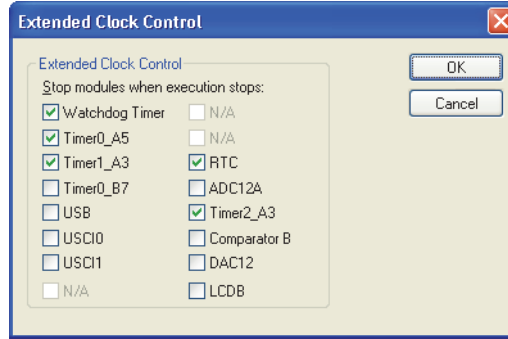 Extended Clock Control
Extended Clock Control
Stop modules when execution stops:
Watchdog Timer
Timer0_A5
Timer1_A3
Timer0_B7
USB
USCI0
USCI1
N/A
N/A
N/A
RTC
ADC12A
Timer2_A3
Comparator B
DAC12
LCDB
OK
Cancel